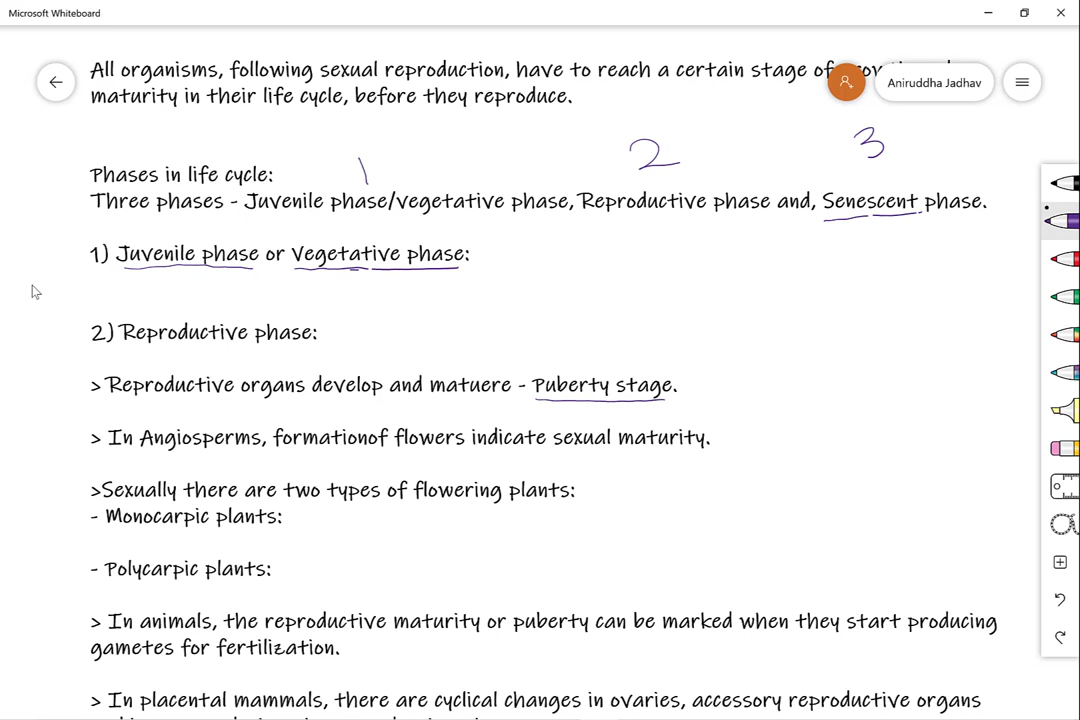 Microsoft Whiteboard
All organisms, following sexual reproduction, have to reach a certain stage of
Aniruddha Jadhav
maturity in their life cycle, before they reproduce.
1 2 3
Phases in life cycle:
Three phases - Juvenile phase/vegetative phase, Reproductive phase and, Senescent phase.
1) Juvenile phase or Vegetative phase:
2) Reproductive phase:
> Reproductive organs develop and matuere - Puberty stage.
> In Angiosperms, formationof flowers indicate sexual maturity.
>Sexually there are two types of flowering plants:
- Monocarpic plants:
- Polycarpic plants:
> In animals, the reproductive maturity or puberty can be marked when they start producing
gametes for fertilization.
> In placental mammals, there are cyclical changes in ovaries, accessory reproductive organs